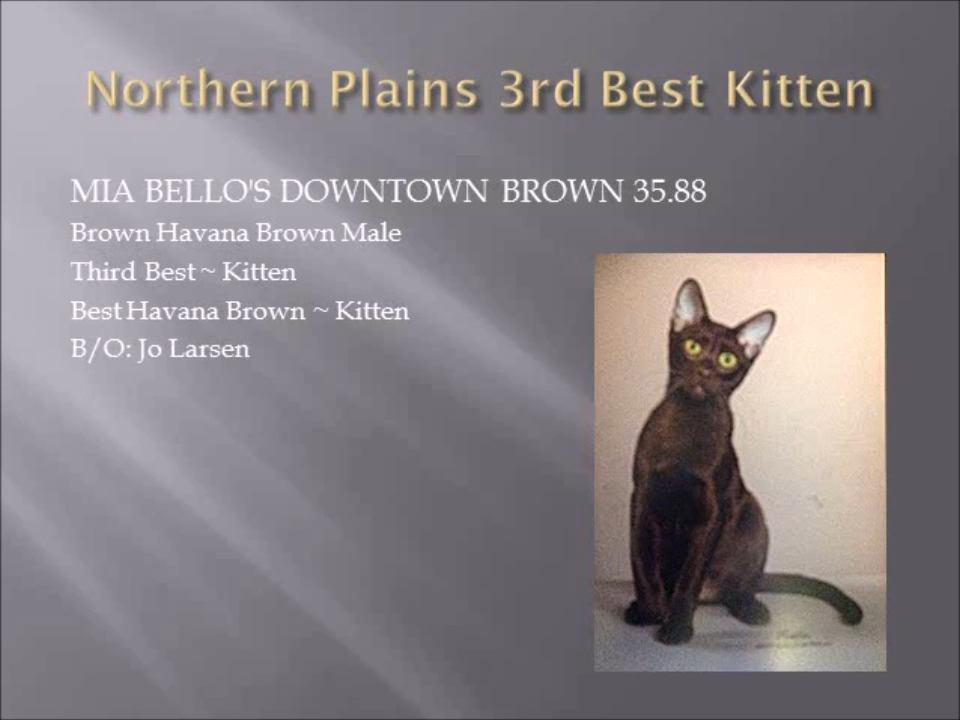 Northern Plains 3rd Best Kitten
MIA BELLO'S DOWNTOWN BROWN 35.88
Brown Havana Brown Male
Third Best ~ Kitten
Best Havana Brown ~ Kitten
B/O: Jo Larsen